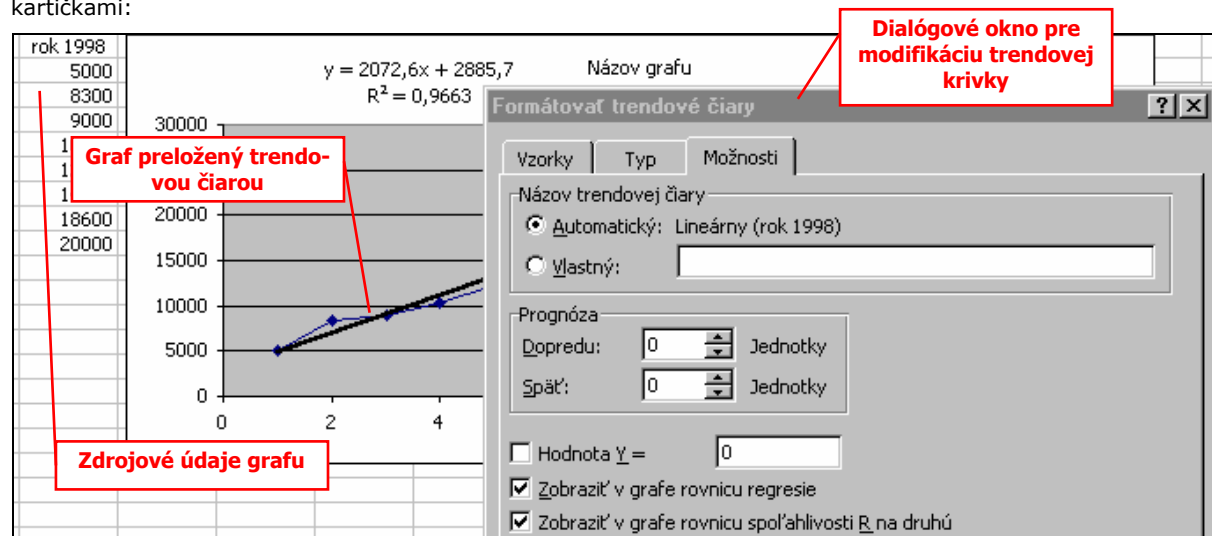 kartičkami:
rok 1998
5000
8300
9000
1
1
1
18600
20000
y = 2072,6x + 2885,7
R² = 0,9663
Názov grafu
30000
20000
15000
10000
5000
0
0
2
4
Graf preložený trendo-
vou čiarou
Zdrojové údaje grafu
Dialógové okno pre
modifikáciu trendovej
krivky
Formátovať trendové čiary
Vzorky
Typ
Možnosti
Názov trendovej čiary
Automatický: Lineárny (rok 1998)
Vlastný:
Prognóza
Dopredu: 0 Jednotky
Späť: 0 Jednotky
Hodnota Y = 0
Zobraziť v grafe rovnicu regresie
Zobraziť v grafe rovnicu spoľahlivosti R na druhú